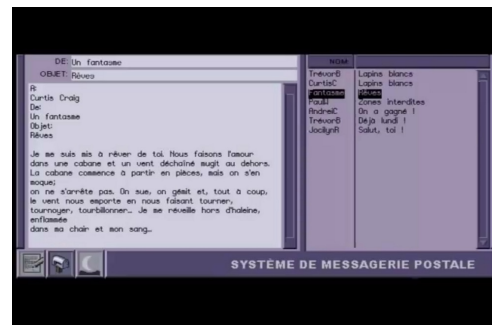 DE: Un fantasme
OBJET: Rêves
A:
Curtis Craig
De:
Un fantasme
Objet:
Rêves
Je me suis mis à rêver de toi. Nous faisons l'amour
dans une cabane et un vent déchaîné mugit au dehors.
La cabane commence à partir en pièces, mais on s'en
moque;
on ne s'arrête pas. On sue, on gémit et, tout à coup,
le vent nous emporte en nous faisant tourner,
tournoyer, tourbillonner... Je me réveille hors d'haleine,
enflammée
dans ma chair et mon sang...
NOM
TrevorB Lapins blancs
CurtisC Lapins blancs
Fantasme Rêves
PaulW Zones interdites
AndreiC On a gagné !
TrevorB Déjà lundi !
JocilynR Salut, toi !
SYSTÈME DE MESSAGERIE POSTALE